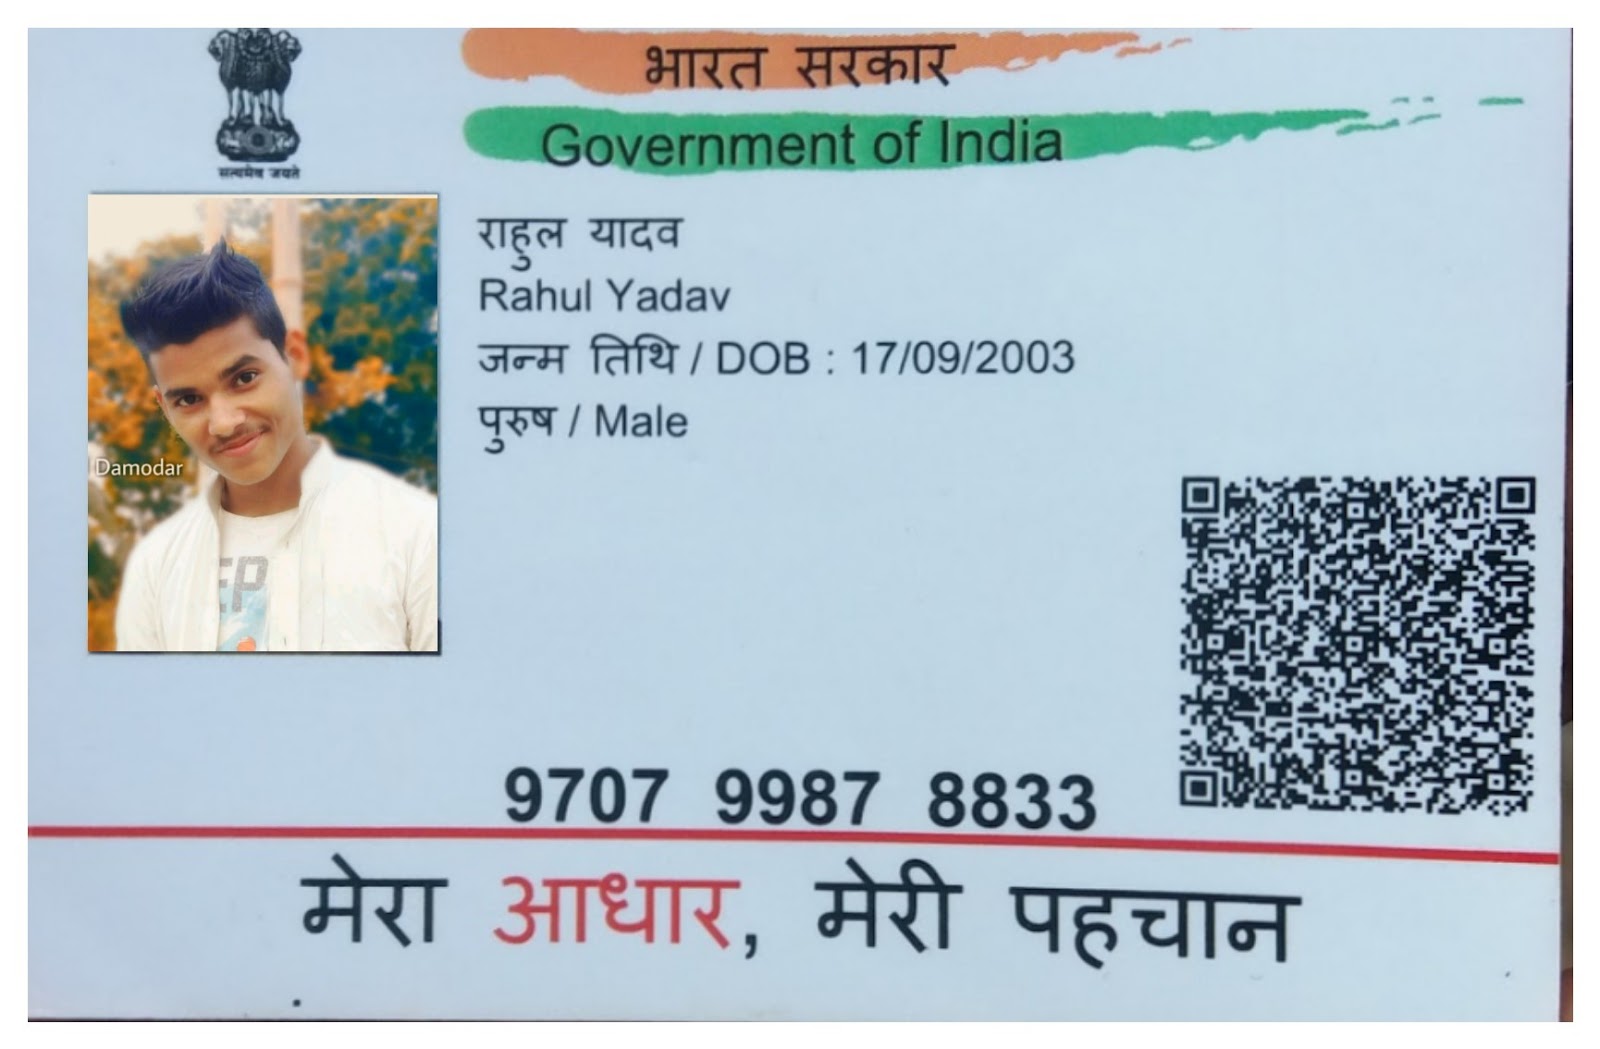 सत्यमेव जयते
भारत सरकार
Government of India
राहुल यादव
Rahul Yadav
जन्म तिथि / DOB : 17/09/2003
पुरुष / Male
Damodar
EP
9707 9987 8833
मेरा आधार, मेरी पहचान